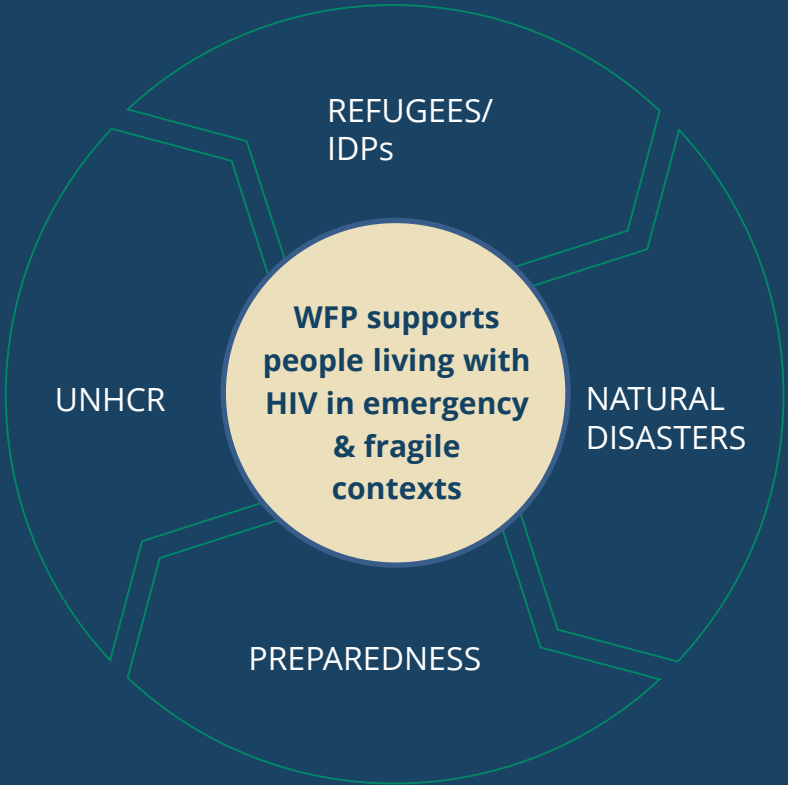 REFUGEES/
IDPs
WFP supports
people living with
HIV in emergency
& fragile
contexts
UNHCR
NATURAL
DISASTERS
PREPAREDNESS